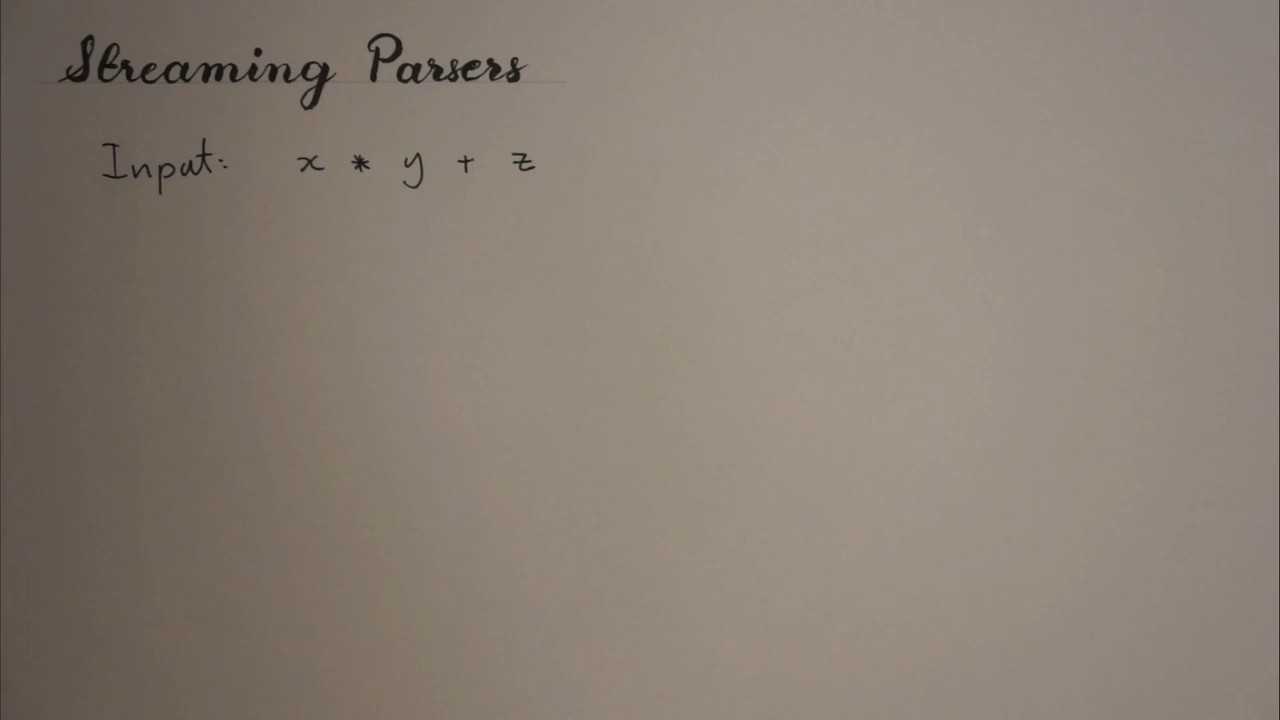 Streaming Parsers
Input: x * y + z